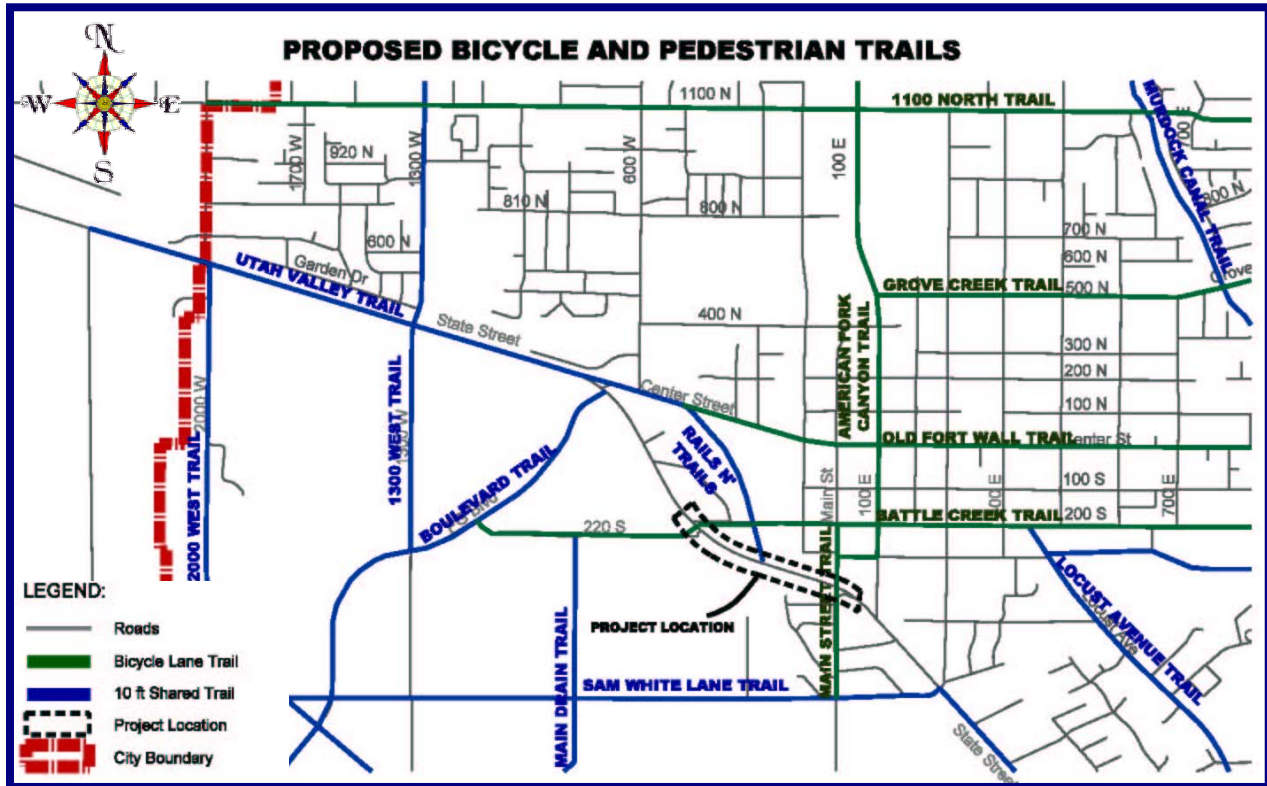 N
W
E
S
PROPOSED BICYCLE AND PEDESTRIAN TRAILS
1100 N
1100 NORTH TRAIL
MURDOCK CANAL TRAIL
1700 W
920 N
1300 W
600 W
100 E
810 N
800 N
600 N
700 N
600 N
Garden Dr
UTAH VALLEY TRAIL
GROVE CREEK TRAIL
500 N
State Street
400 N
300 N
200 N
100 N
2000 W
1300 WEST TRAIL
Center Street
AMERICAN FORK
CANYON TRAIL
OLD FORT WALL TRAIL
Center St
RAILS N'
TRAILS
BOULEVARD TRAIL
2000 WEST TRAIL
Main St
100 E
100 S
700 E
220 S
BATTLE CREEK TRAIL
200 S
LOCUST AVENUE TRAIL
Locust Ave
PROJECT LOCATION
MAIN STREET TRAIL
MAIN DRAIN TRAIL
SAM WHITE LANE TRAIL
State Street
LEGEND:
Roads
Bicycle Lane Trail
10 ft Shared Trail
Project Location
City Boundary